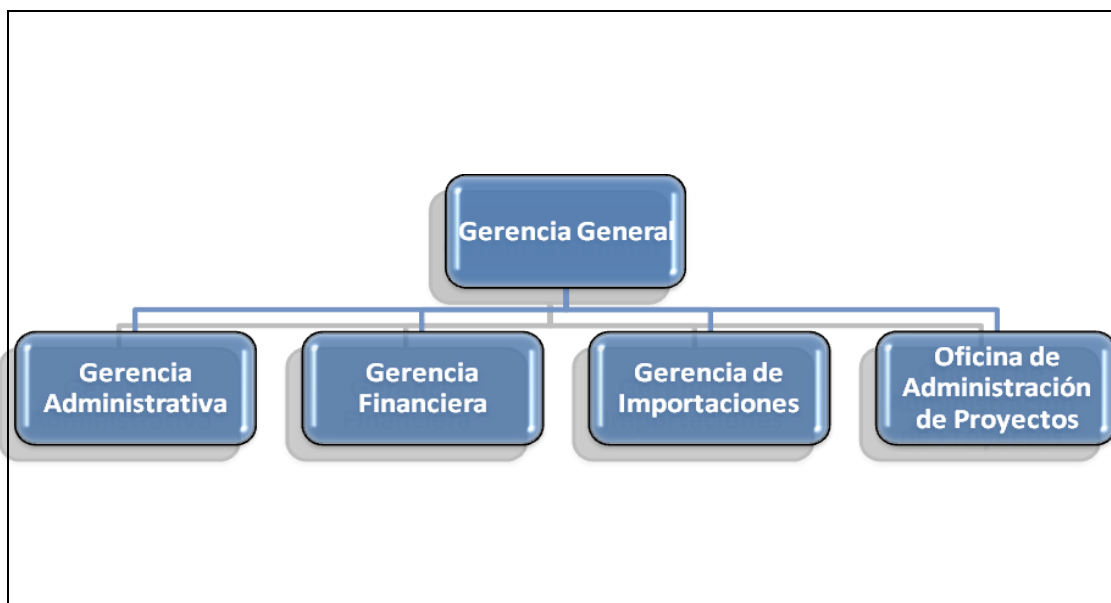 Gerencia General
Gerencia
Administrativa
Gerencia
Financiera
Gerencia de
Importaciones
Oficina de
Administración
de Proyectos